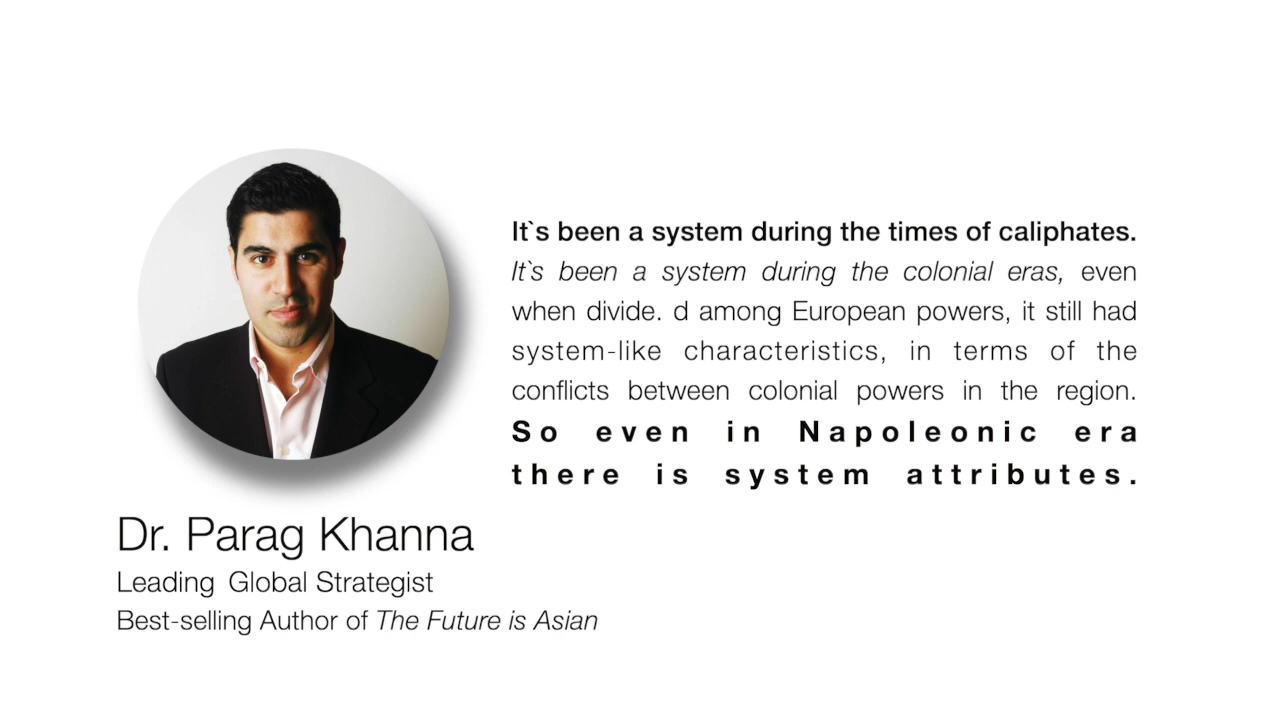 It`s been a system during the times of caliphates.
It`s been a system during the colonial eras, even
when divide. d among European powers, it still had
system-like characteristics, in terms of the
conflicts between colonial powers in the region.
So even in Napoleonic era
there is system attributes.
Dr. Parag Khanna
Leading Global Strategist
Best-selling Author of The Future is Asian